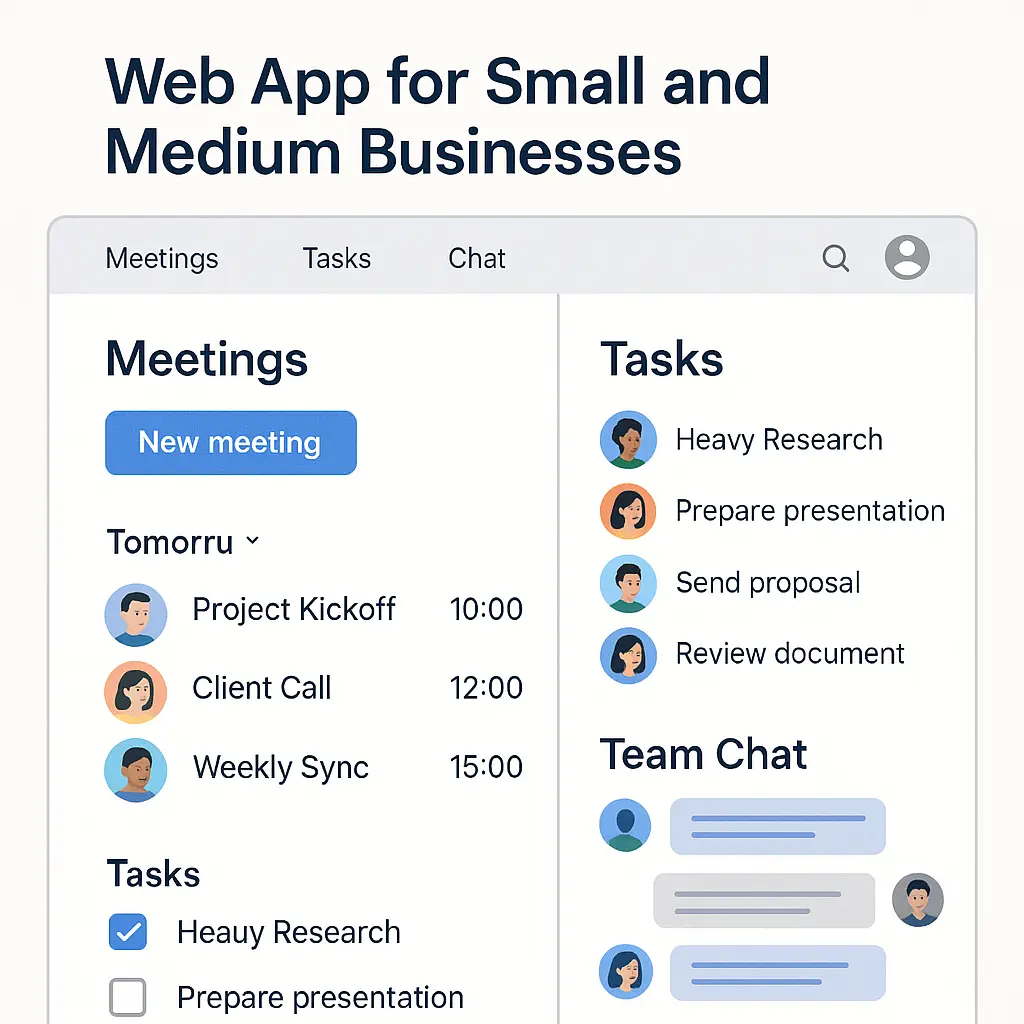 Web App for Small and
Medium Businesses
Meetings Tasks Chat
Meetings
New meeting
Tomorru
Project Kickoff 10:00
Client Call 12:00
Weekly Sync 15:00
Tasks
Heauy Research
Prepare presentation
Tasks
Heavy Research
Prepare presentation
Send proposal
Review document
Team Chat